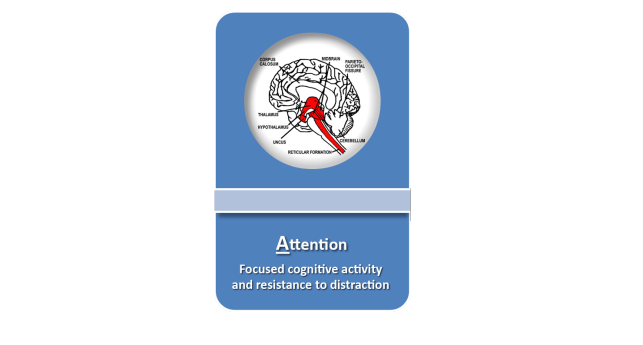 CORPUS
CALOSUM
MIDBRAIN
PARIETO-
OCCIPITAL
FISSURE
THALAMUS
HYPOTHALAMUS
UNCUS
CEREBELLUM
RETICULAR FORMATION
Attention
Focused cognitive activity
and resistance to distraction